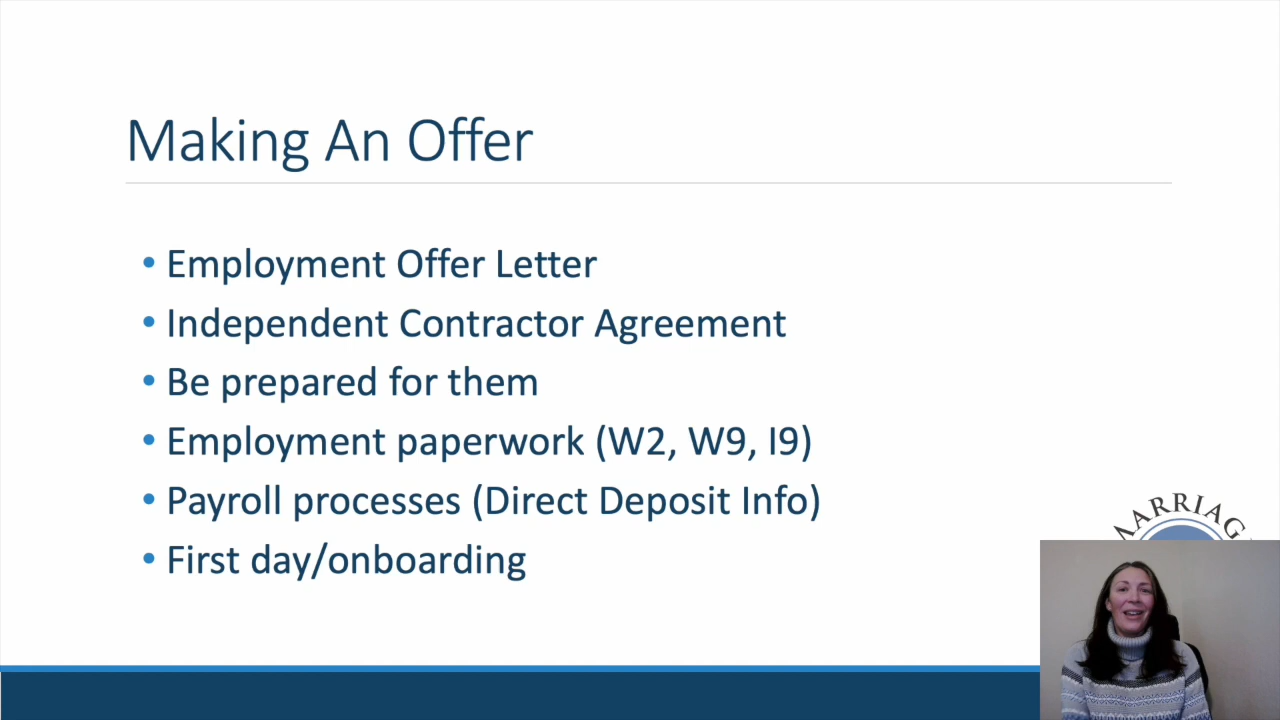 Making An Offer
• Employment Offer Letter
• Independent Contractor Agreement
• Be prepared for them
• Employment paperwork (W2, W9, I9)
• Payroll processes (Direct Deposit Info)
• First day/onboarding
MARRIAG